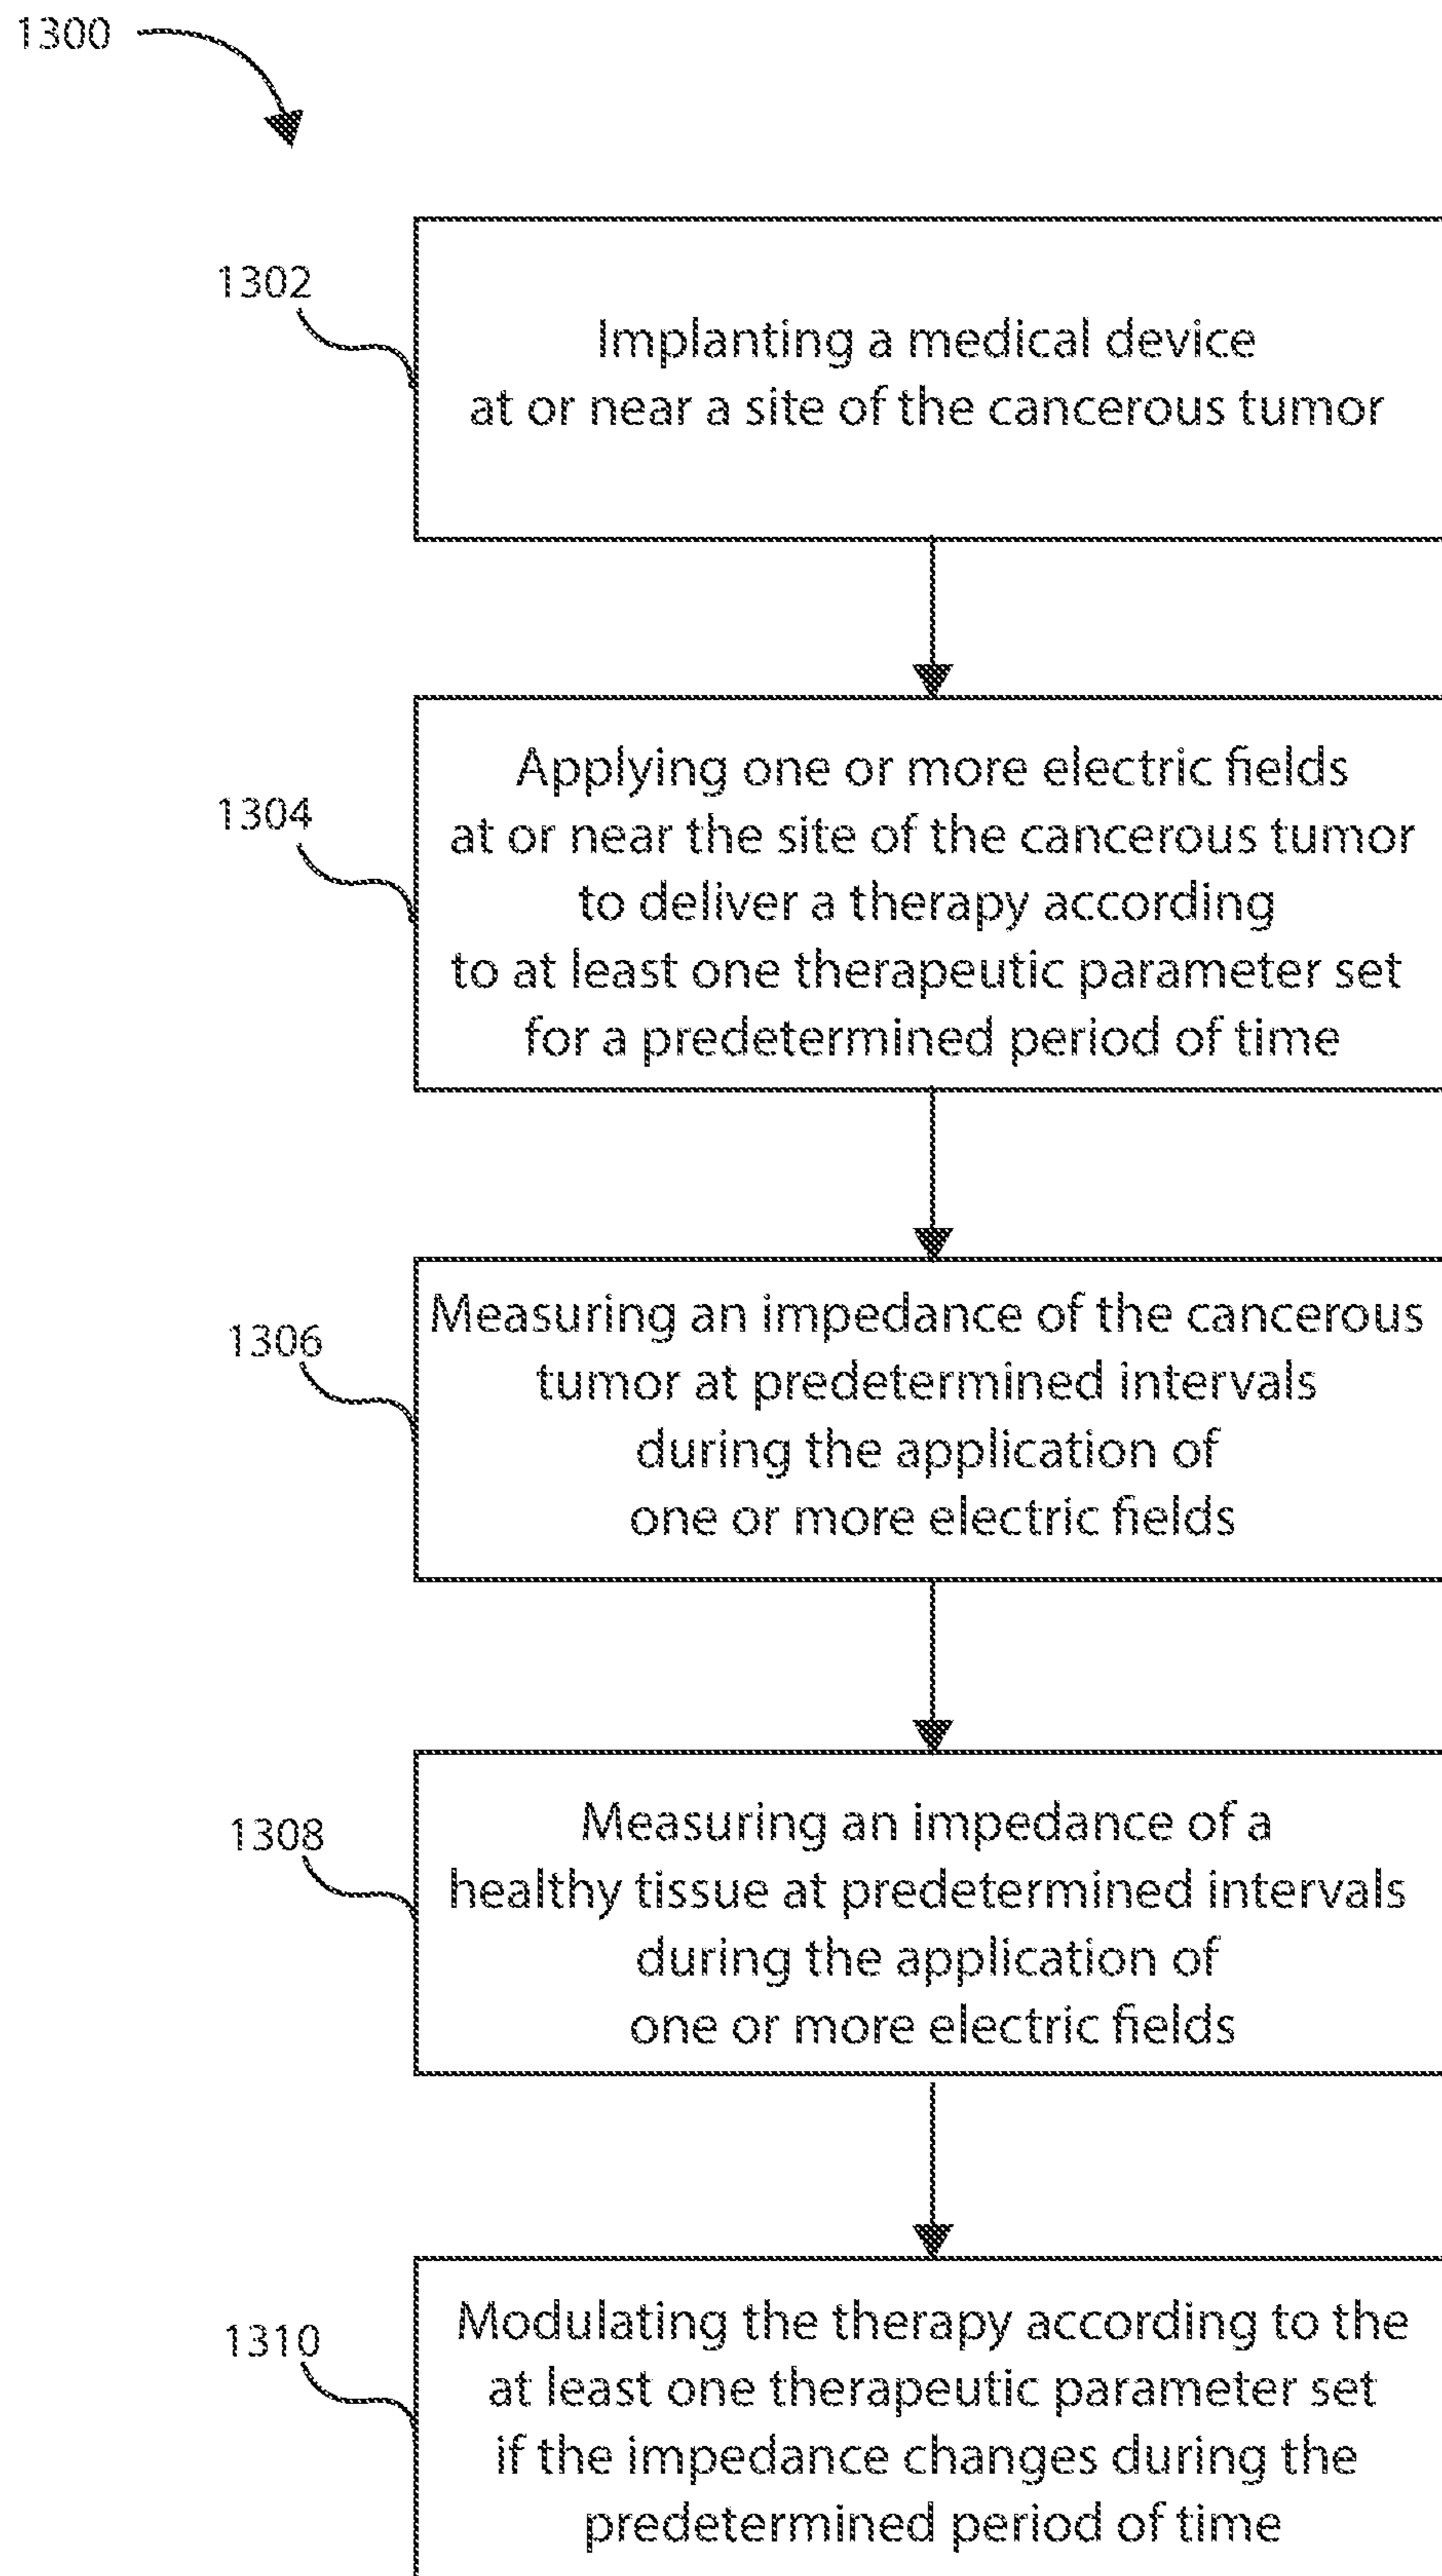 1300
1302
Implanting a medical device
at or near a site of the cancerous tumor
1304
Applying one or more electric fields
at or near the site of the cancerous tumor
to deliver a therapy according
to at least one therapeutic parameter set
for a predetermined period of time
1306
Measuring an impedance of the cancerous
tumor at predetermined intervals
during the application of
one or more electric fields
1308
Measuring an impedance of a
healthy tissue at predetermined intervals
during the application of
one or more electric fields
1310
Modulating the therapy according to the
at least one therapeutic parameter set
if the impedance changes during the
predetermined period of time